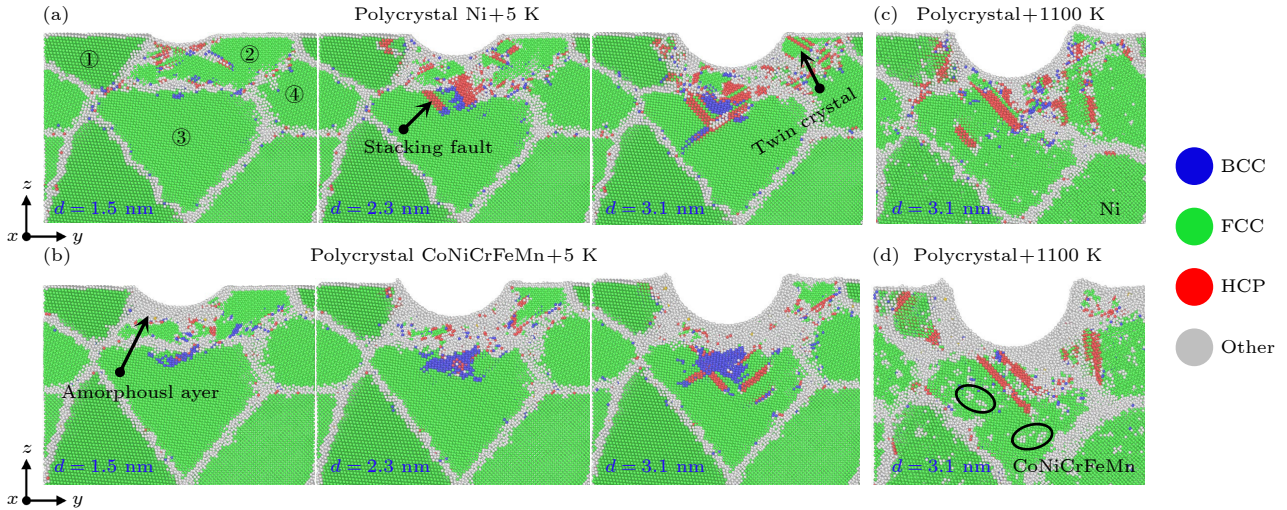 (a) Polycrystal Ni+5 K
(c) Polycrystal+1100 K
① ② ③ ④
Stacking fault
Twin crystal
d = 1.5 nm
d = 2.3 nm
d = 3.1 nm
d = 3.1 nm
Ni
z
x
y
(b) Polycrystal CoNiCrFeMn+5 K
(d) Polycrystal+1100 K
Amorphousl ayer
d = 1.5 nm
d = 2.3 nm
d = 3.1 nm
d = 3.1 nm
CoNiCrFeMn
z
x
y
BCC
FCC
HCP
Other